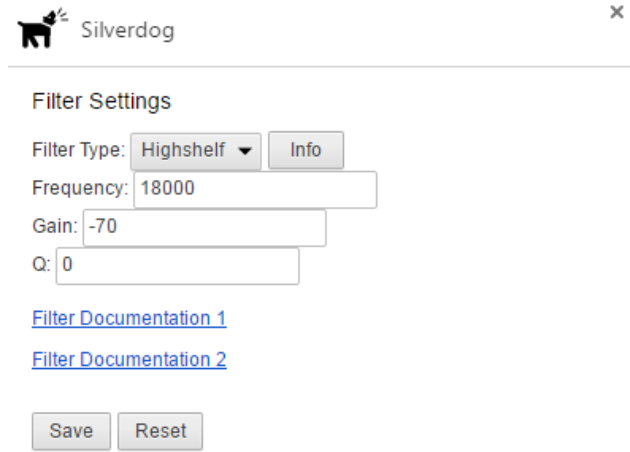 Silverdog
×
Filter Settings
Filter Type: Highshelf Info
Frequency: 18000
Gain: -70
Q: 0
Filter Documentation 1
Filter Documentation 2
Save Reset